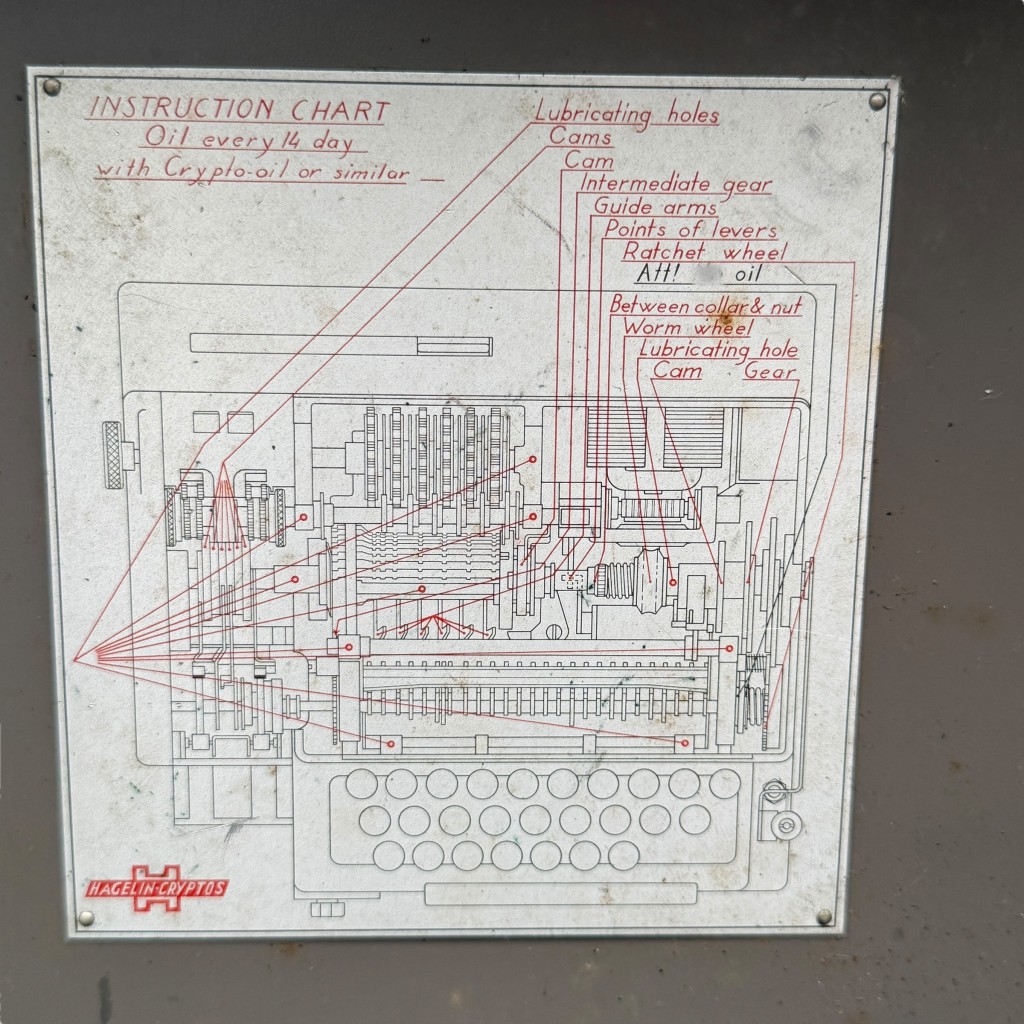 INSTRUCTION CHART
Oil every 14 day
with Crypto-oil or similar
Lubricating holes
Cams
Cam
Intermediate gear
Guide arms
Points of levers
Ratchet wheel
Att! oil
Between collar & nut
Worm wheel
Lubricating hole
Cam Gear
HAGELIN-CRYPTOS